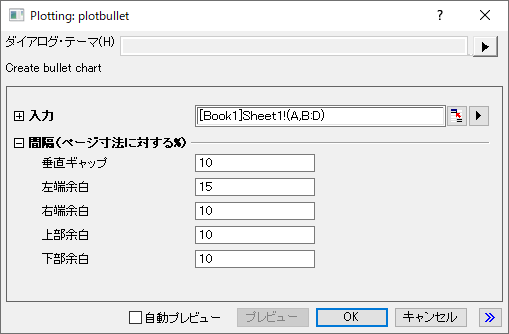 Plotting: plotbullet
ダイアログ・テーマ(H)
Create bullet chart
入力 [Book1]Sheet1!(A,B:D)
間隔(ページ寸法に対する%)
垂直ギャップ 10
左端余白 15
右端余白 10
上部余白 10
下部余白 10
自動プレビュー プレビュー OK キャンセル